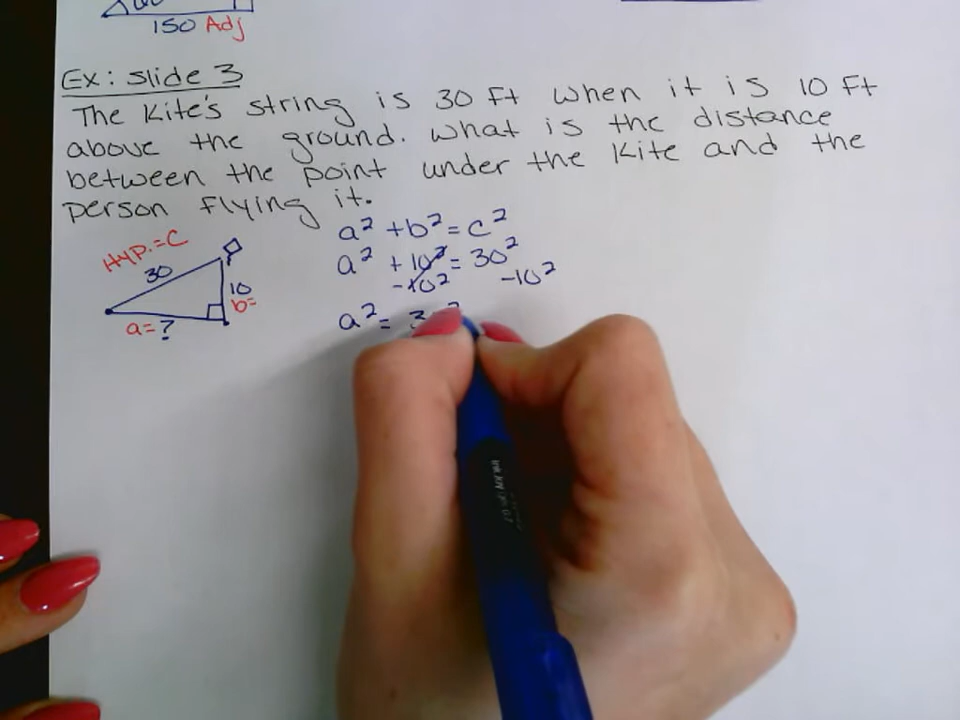 150 Adj
Ex: Slide 3
The Kite's string is 30 Ft when it is 10 Ft
above the ground. What is the distance
between the point under the Kite and the
person flying it.
Hyp.=C
30
10
b=
a=?
a² + b² = c²
a² + 10² = 30²
-10² -10²
a² = 3